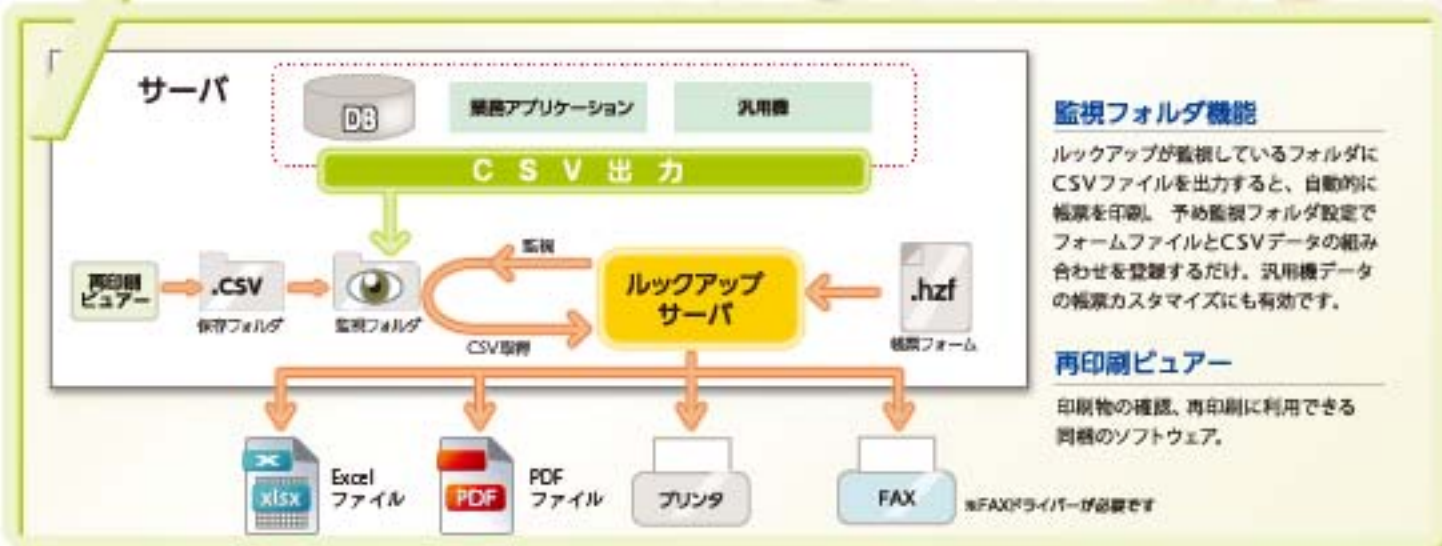 サーバ
DB
業務アプリケーション
汎用機
CSV出力
再印刷
ビュアー
.csv
保存フォルダ
監視フォルダ
監視
CSV取得
ルックアップ
サーバ
.hzf
帳票フォーム
xlsx
Excel
ファイル
PDF
PDF
ファイル
プリンタ
FAX
※FAXドライバーが必要です
監視フォルダ機能
ルックアップが監視しているフォルダに
CSVファイルを出力すると、自動的に
帳票を印刷。 予め監視フォルダ設定で
フォームファイルとCSVデータの組み
合わせを登録するだけ。汎用機データ
の帳票カスタマイズにも有効です。
再印刷ビュアー
印刷物の確認、再印刷に利用できる
同梱のソフトウェア。